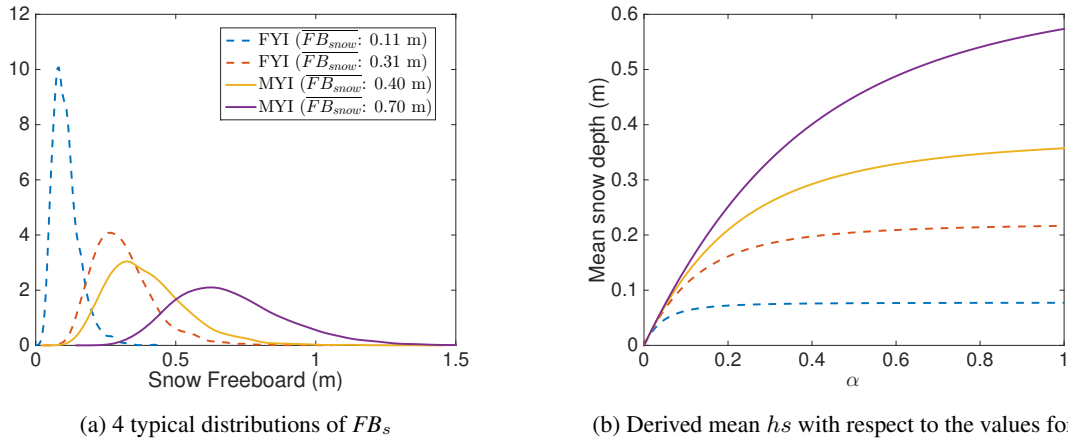 12
10
8
6
4
2
0
0
0.5
1
1.5
Snow Freeboard (m)
FYI (FB_snow: 0.11 m)
FYI (FB_snow: 0.31 m)
MYI (FB_snow: 0.40 m)
MYI (FB_snow: 0.70 m)
(a) 4 typical distributions of FB_s
0.6
0.5
0.4
0.3
0.2
0.1
0
Mean snow depth (m)
0
0.2
0.4
0.6
0.8
1
α
(b) Derived mean hs with respect to the values for